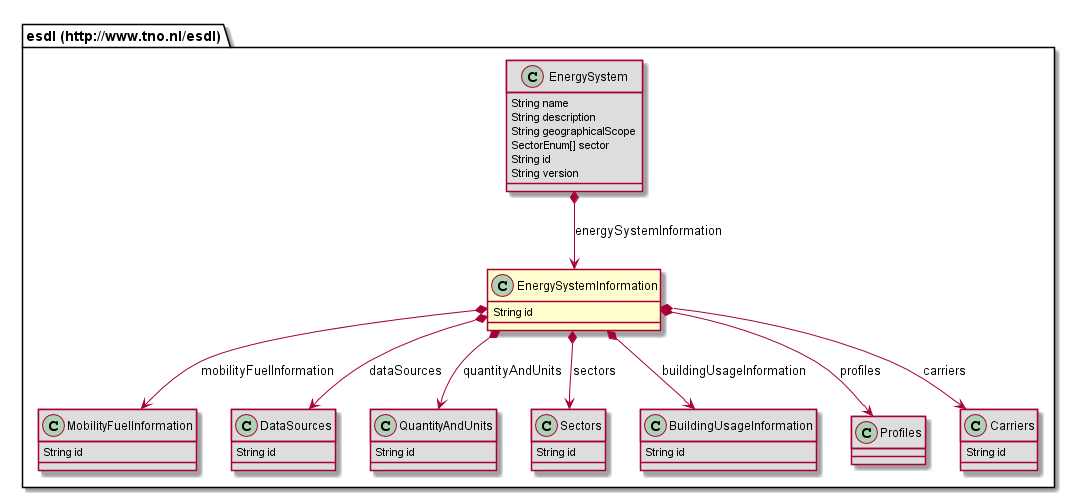 esdl (http://www.tno.nl/esdl)
C EnergySystem
String name
String description
String geographicalScope
SectorEnum[] sector
String id
String version
energySystemInformation
C EnergySystemInformation
String id
mobilityFuelInformation
dataSources
quantityAndUnits
sectors
buildingUsageInformation
profiles
carriers
C MobilityFuelInformation
String id
C DataSources
String id
C QuantityAndUnits
String id
C Sectors
String id
C BuildingUsageInformation
String id
C Profiles
C Carriers
String id